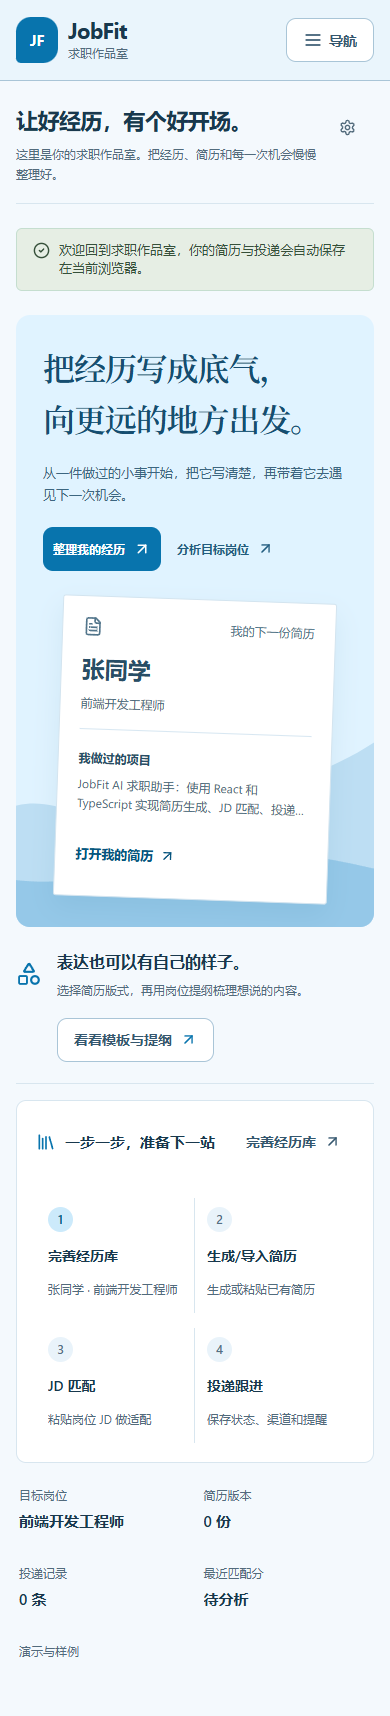 JF
JobFit
求职作品室
导航
让好经历，有个好开场。
这里是你的求职作品室。把经历、简历和每一次机会慢慢
整理好。
欢迎回到求职作品室，你的简历与投递会自动保存
在当前浏览器。
把经历写成底气，
向更远的地方出发。
从一件做过的小事开始，把它写清楚，再带着它去遇
见下一次机会。
整理我的经历
分析目标岗位
我的下一份简历
张同学
前端开发工程师
我做过的项目
JobFit AI 求职助手：使用 React 和
TypeScript 实现简历生成、JD 匹配、投递...
打开我的简历
表达也可以有自己的样子。
选择简历版式，再用岗位提纲梳理想说的内容。
看看模板与提纲
一步一步，准备下一站
完善经历库
1
2
完善经历库
生成/导入简历
张同学 · 前端开发工程师
生成或粘贴已有简历
3
4
JD 匹配
投递跟进
粘贴岗位 JD 做适配
保存状态、渠道和提醒
目标岗位
简历版本
前端开发工程师
0 份
投递记录
最近匹配分
0 条
待分析
演示与样例